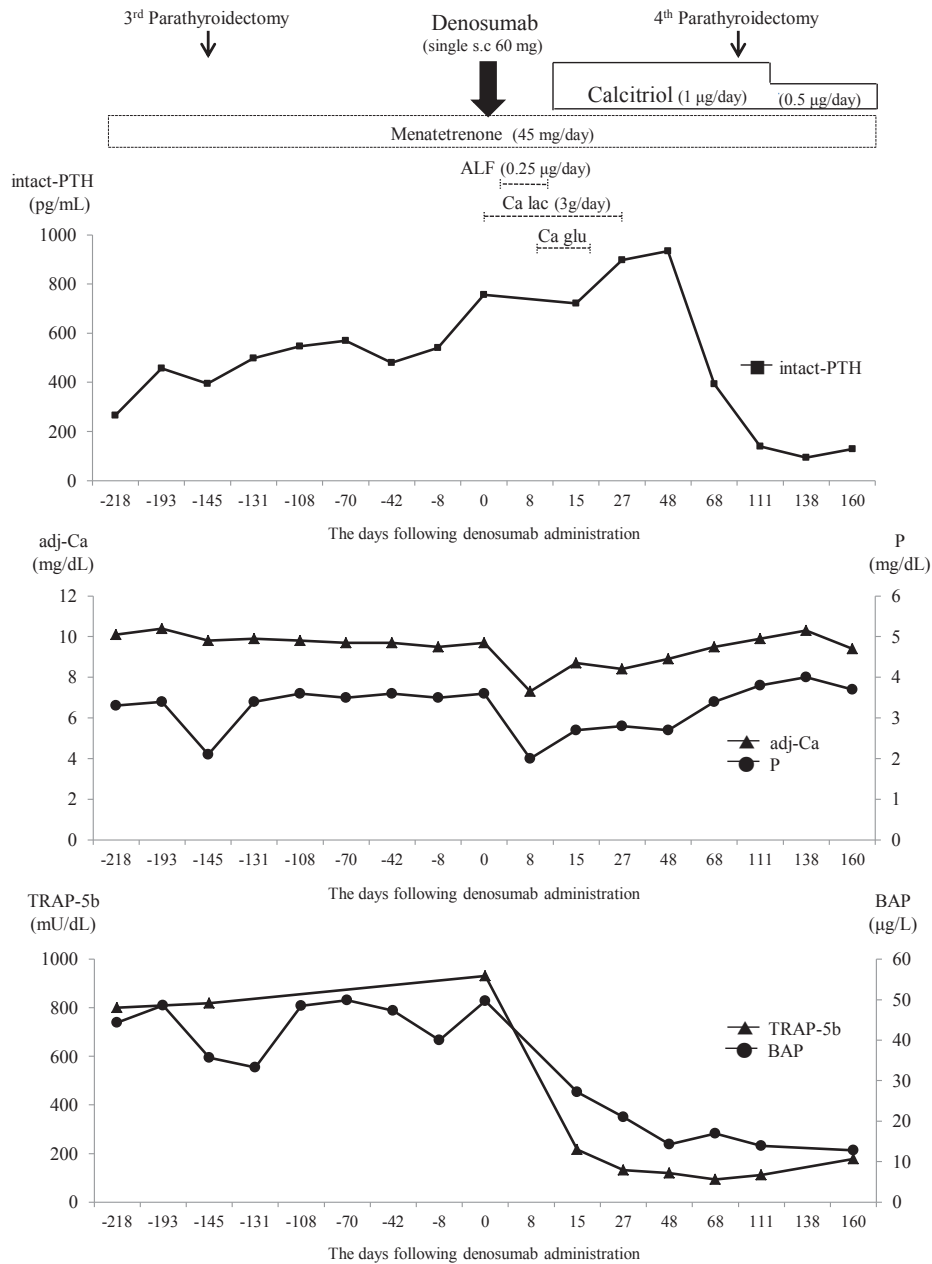 3rd Parathyroidectomy
Denosumab
(single s.c 60 mg)
4th Parathyroidectomy
Calcitriol (1 μg/day)
(0.5 μg/day)
Menatetrenone (45 mg/day)
ALF (0.25 μg/day)
Ca lac (3g/day)
Ca glu
intact-PTH
(pg/mL)
1000
800
600
400
200
0
intact-PTH
-218 -193 -145 -131 -108 -70 -42 -8 0 8 15 27 48 68 111 138 160
The days following denosumab administration
adj-Ca
(mg/dL)
P
(mg/dL)
12 6
10 5
8 4
6 3
4 2
2 1
0 0
adj-Ca
P
-218 -193 -145 -131 -108 -70 -42 -8 0 8 15 27 48 68 111 138 160
The days following denosumab administration
TRAP-5b
(mU/dL)
BAP
(μg/L)
1000 60
800 50
600 40
400 30
200 20
0 10
0
TRAP-5b
BAP
-218 -193 -145 -131 -108 -70 -42 -8 0 8 15 27 48 68 111 138 160
The days following denosumab administration